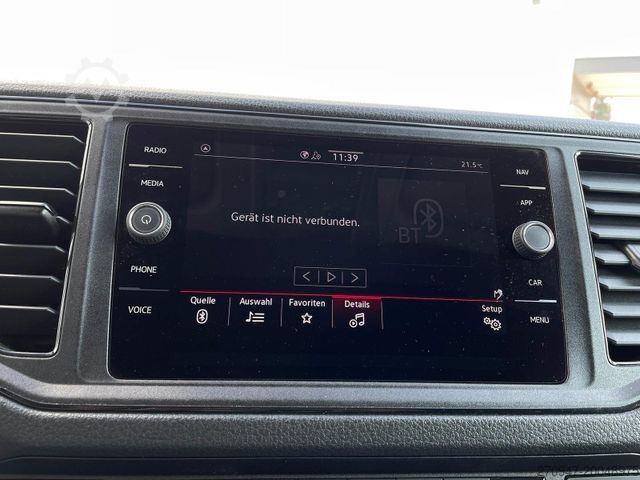 RADIO
11:39
21.5°C
NAV
MEDIA
APP
Gerät ist nicht verbunden.
BT
PHONE
CAR
VOICE
Quelle
Auswahl
Favoriten
Details
Setup
MENU